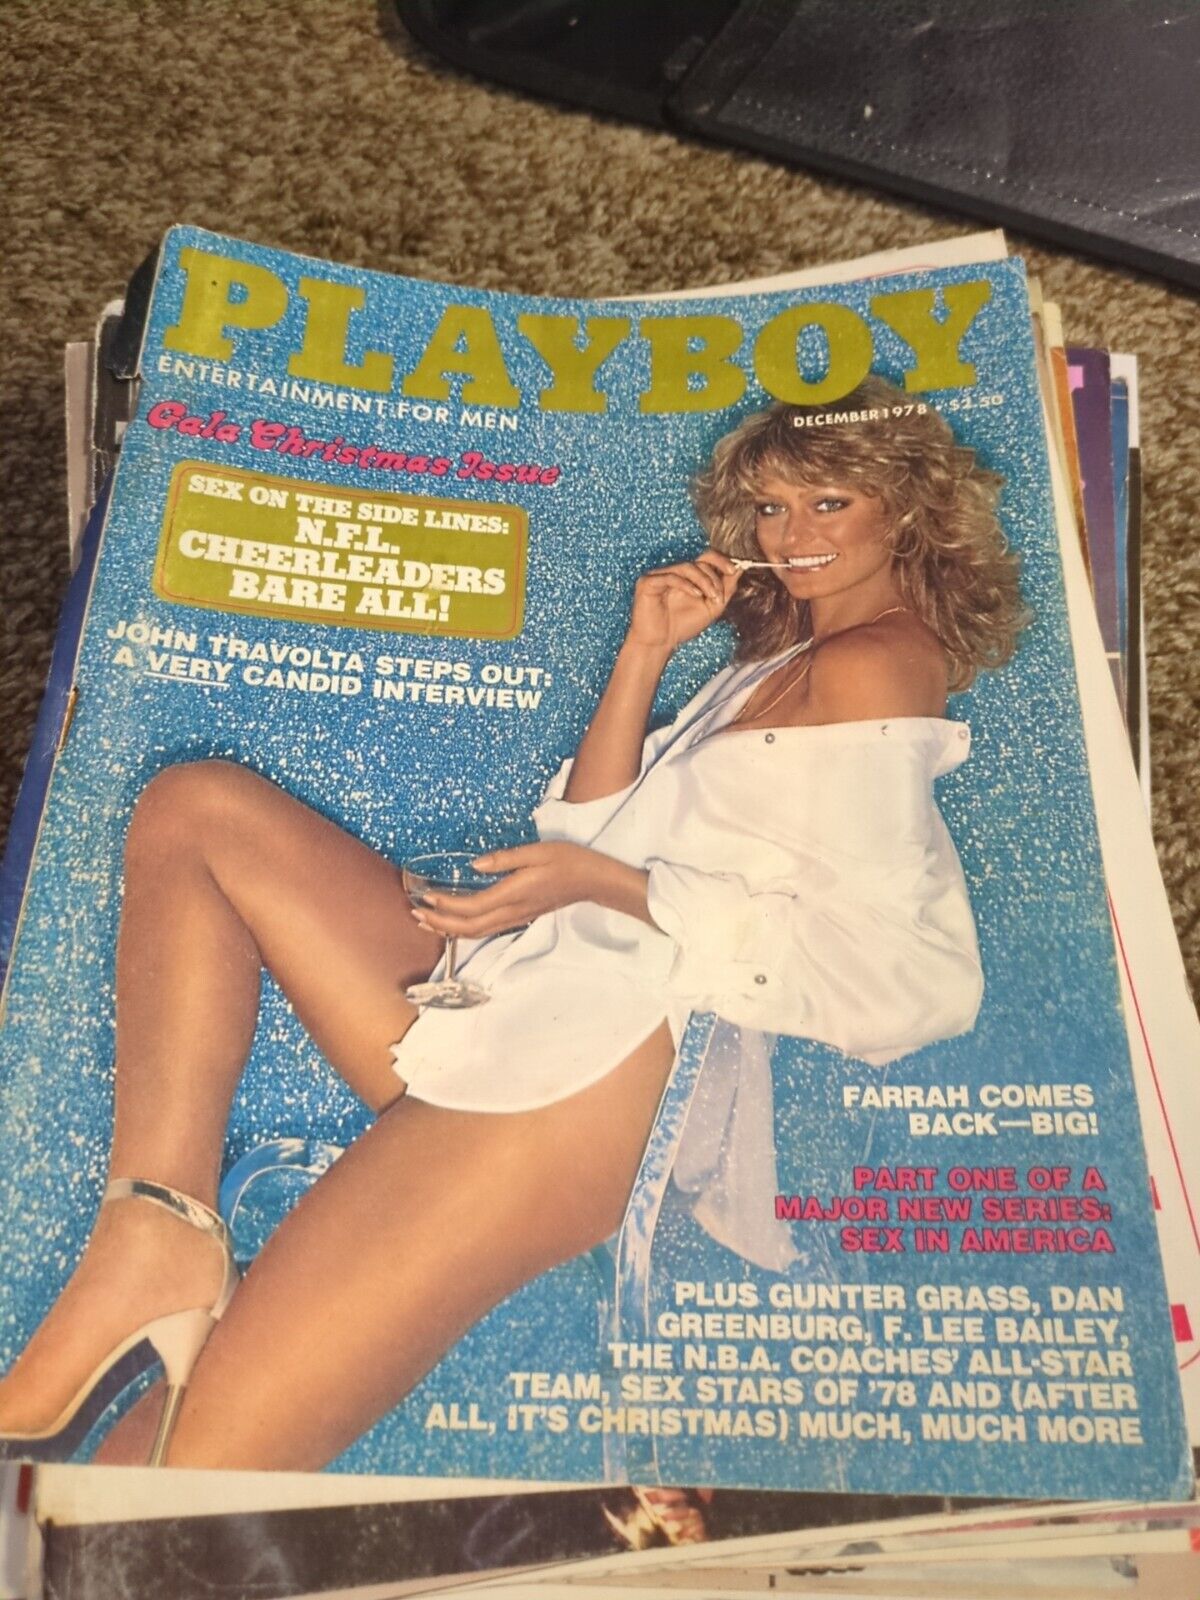 PLAYBOY
ENTERTAINMENT FOR MEN
DECEMBER 1978 • $2.50
Gala Christmas Issue
SEX ON THE SIDE LINES:
N.F.L.
CHEERLEADERS
BARE ALL!
JOHN TRAVOLTA STEPS OUT:
A VERY CANDID INTERVIEW
FARRAH COMES
BACK—BIG!
PART ONE OF A
MAJOR NEW SERIES:
SEX IN AMERICA
PLUS GUNTER GRASS, DAN
GREENBURG, F. LEE BAILEY,
THE N.B.A. COACHES' ALL-STAR
TEAM, SEX STARS OF '78 AND (AFTER
ALL, IT'S CHRISTMAS) MUCH, MUCH MORE